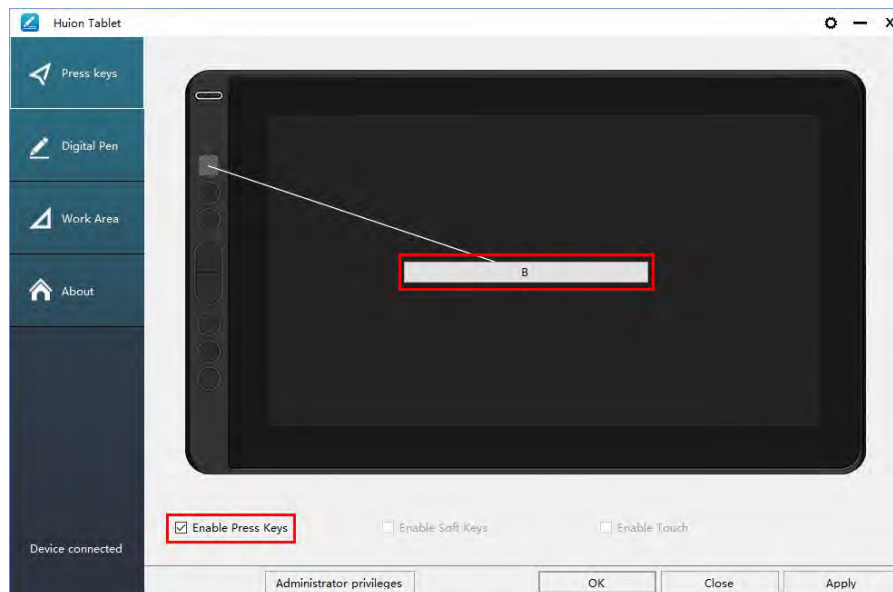 Huion Tablet
Press keys
Digital Pen
Work Area
About
B
Enable Press Keys
Enable Soft Keys
Enable Touch
Device connected
Administrator privileges
OK
Close
Apply